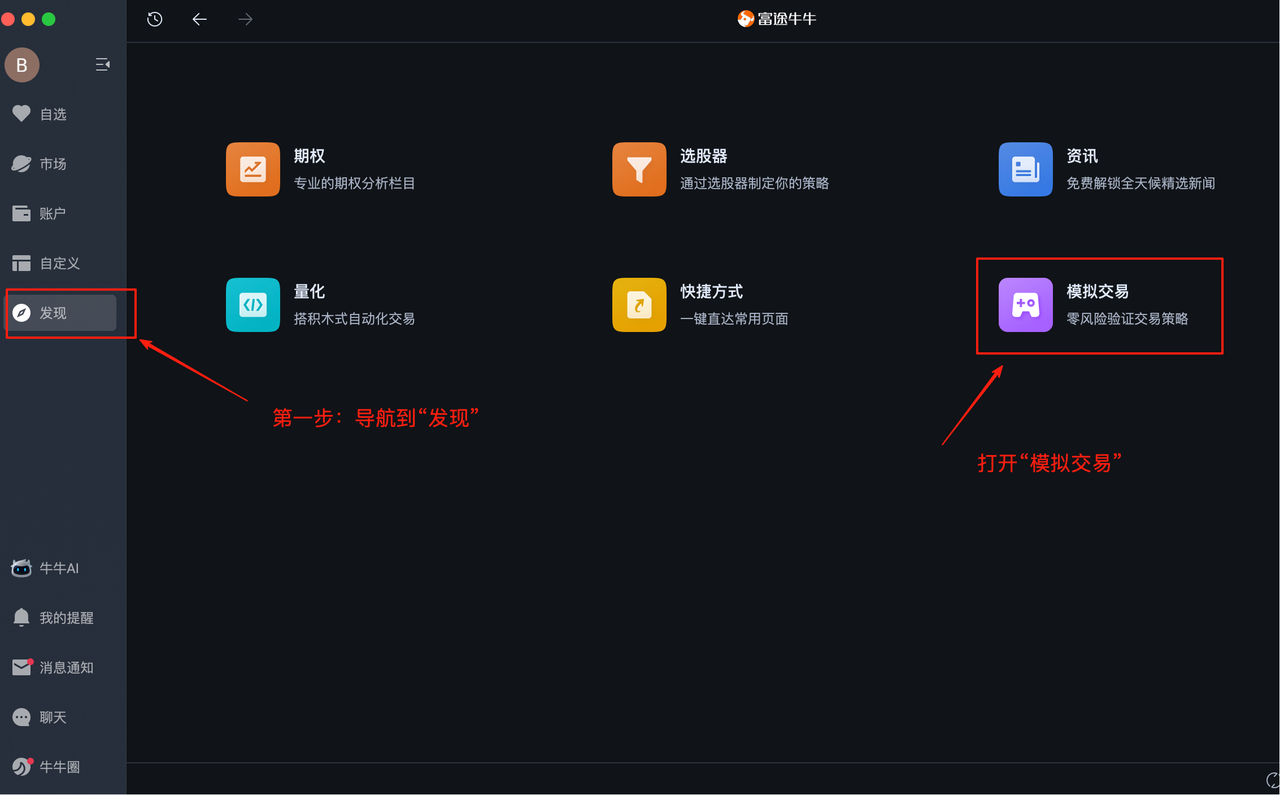 富途牛牛
B
自选
市场
账户
自定义
发现
牛牛AI
我的提醒
消息通知
聊天
牛牛圈
期权
专业的期权分析栏目
选股器
通过选股器制定你的策略
资讯
免费解锁全天候精选新闻
量化
搭积木式自动化交易
快捷方式
一键直达常用页面
模拟交易
零风险验证交易策略
第一步：导航到“发现”
打开“模拟交易”